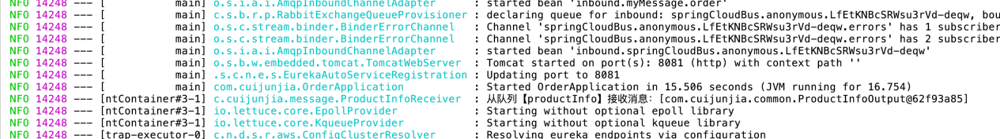 NFO 14248 --- [           main] o.s.i.a.i.AmqpInboundChannelAdapter      : started bean 'inbound.myMessage.order'
NFO 14248 --- [           main] c.s.b.r.p.RabbitExchangeQueueProvisioner : declaring queue for inbound: springCloudBus.anonymous.LfEtKNBcSRWsu3rVd-deqw, bou
NFO 14248 --- [           main] o.s.c.stream.binder.BinderErrorChannel   : Channel 'springCloudBus.anonymous.LfEtKNBcSRWsu3rVd-deqw.errors' has 1 subscriber
NFO 14248 --- [           main] o.s.c.stream.binder.BinderErrorChannel   : Channel 'springCloudBus.anonymous.LfEtKNBcSRWsu3rVd-deqw.errors' has 2 subscriber
NFO 14248 --- [           main] o.s.i.a.i.AmqpInboundChannelAdapter      : started bean 'inbound.springCloudBus.anonymous.LfEtKNBcSRWsu3rVd-deqw'
NFO 14248 --- [           main] o.s.b.w.embedded.tomcat.TomcatWebServer  : Tomcat started on port(s): 8081 (http) with context path ''
NFO 14248 --- [           main] .s.c.n.e.s.EurekaAutoServiceRegistration : Updating port to 8081
NFO 14248 --- [           main] com.cuijunjia.OrderApplication           : Started OrderApplication in 15.506 seconds (JVM running for 16.754)
NFO 14248 --- [ntContainer#3-1] c.cuijunjia.message.ProductInfoReceiver  : 从队列【productInfo】接收消息：[com.cuijunjia.common.ProductInfoOutput@62f93a85]
NFO 14248 --- [ntContainer#3-1] io.lettuce.core.EpollProvider            : Starting without optional epoll library
NFO 14248 --- [ntContainer#3-1] io.lettuce.core.KqueueProvider           : Starting without optional kqueue library
NFO 14248 --- [trap-executor-0] c.n.d.s.r.aws.ConfigClusterResolver      : Resolving eureka endpoints via configuration